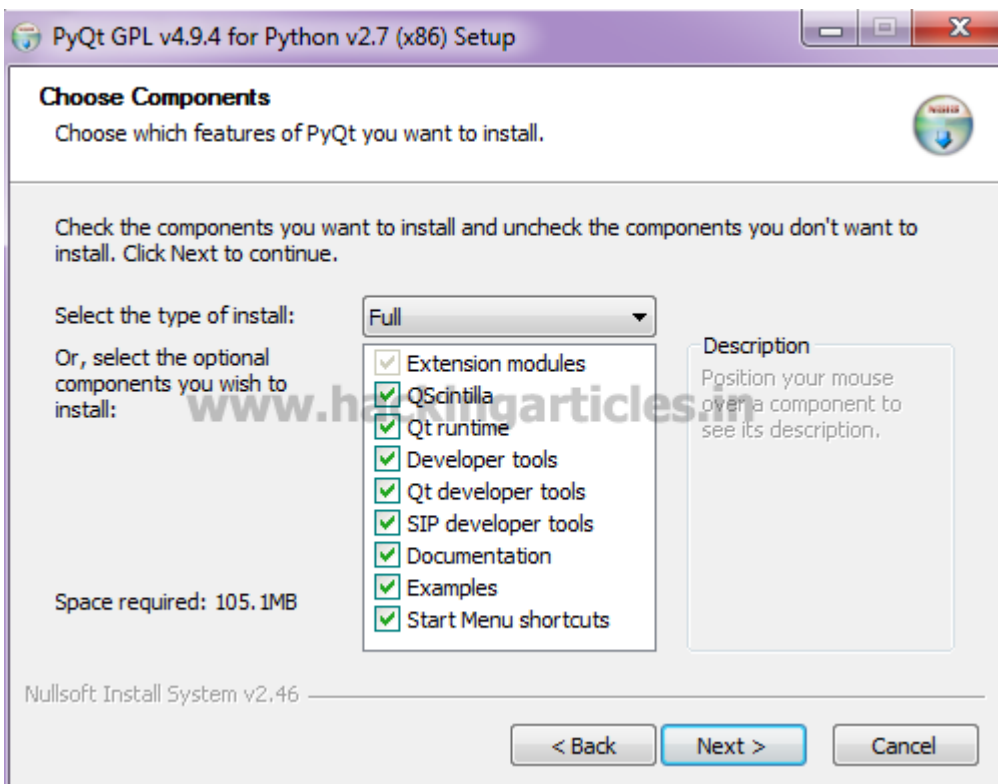 PyQt GPL v4.9.4 for Python v2.7 (x86) Setup
Choose Components
Choose which features of PyQt you want to install.
Check the components you want to install and uncheck the components you don't want to
install. Click Next to continue.
Select the type of install:
Full
Or, select the optional
components you wish to
install:
Extension modules
QScintilla
Qt runtime
Developer tools
Qt developer tools
SIP developer tools
Documentation
Examples
Start Menu shortcuts
Description
Position your mouse
over a component to
see its description.
www.hackingarticles.in
Space required: 105.1MB
Nullsoft Install System v2.46
< Back
Next >
Cancel